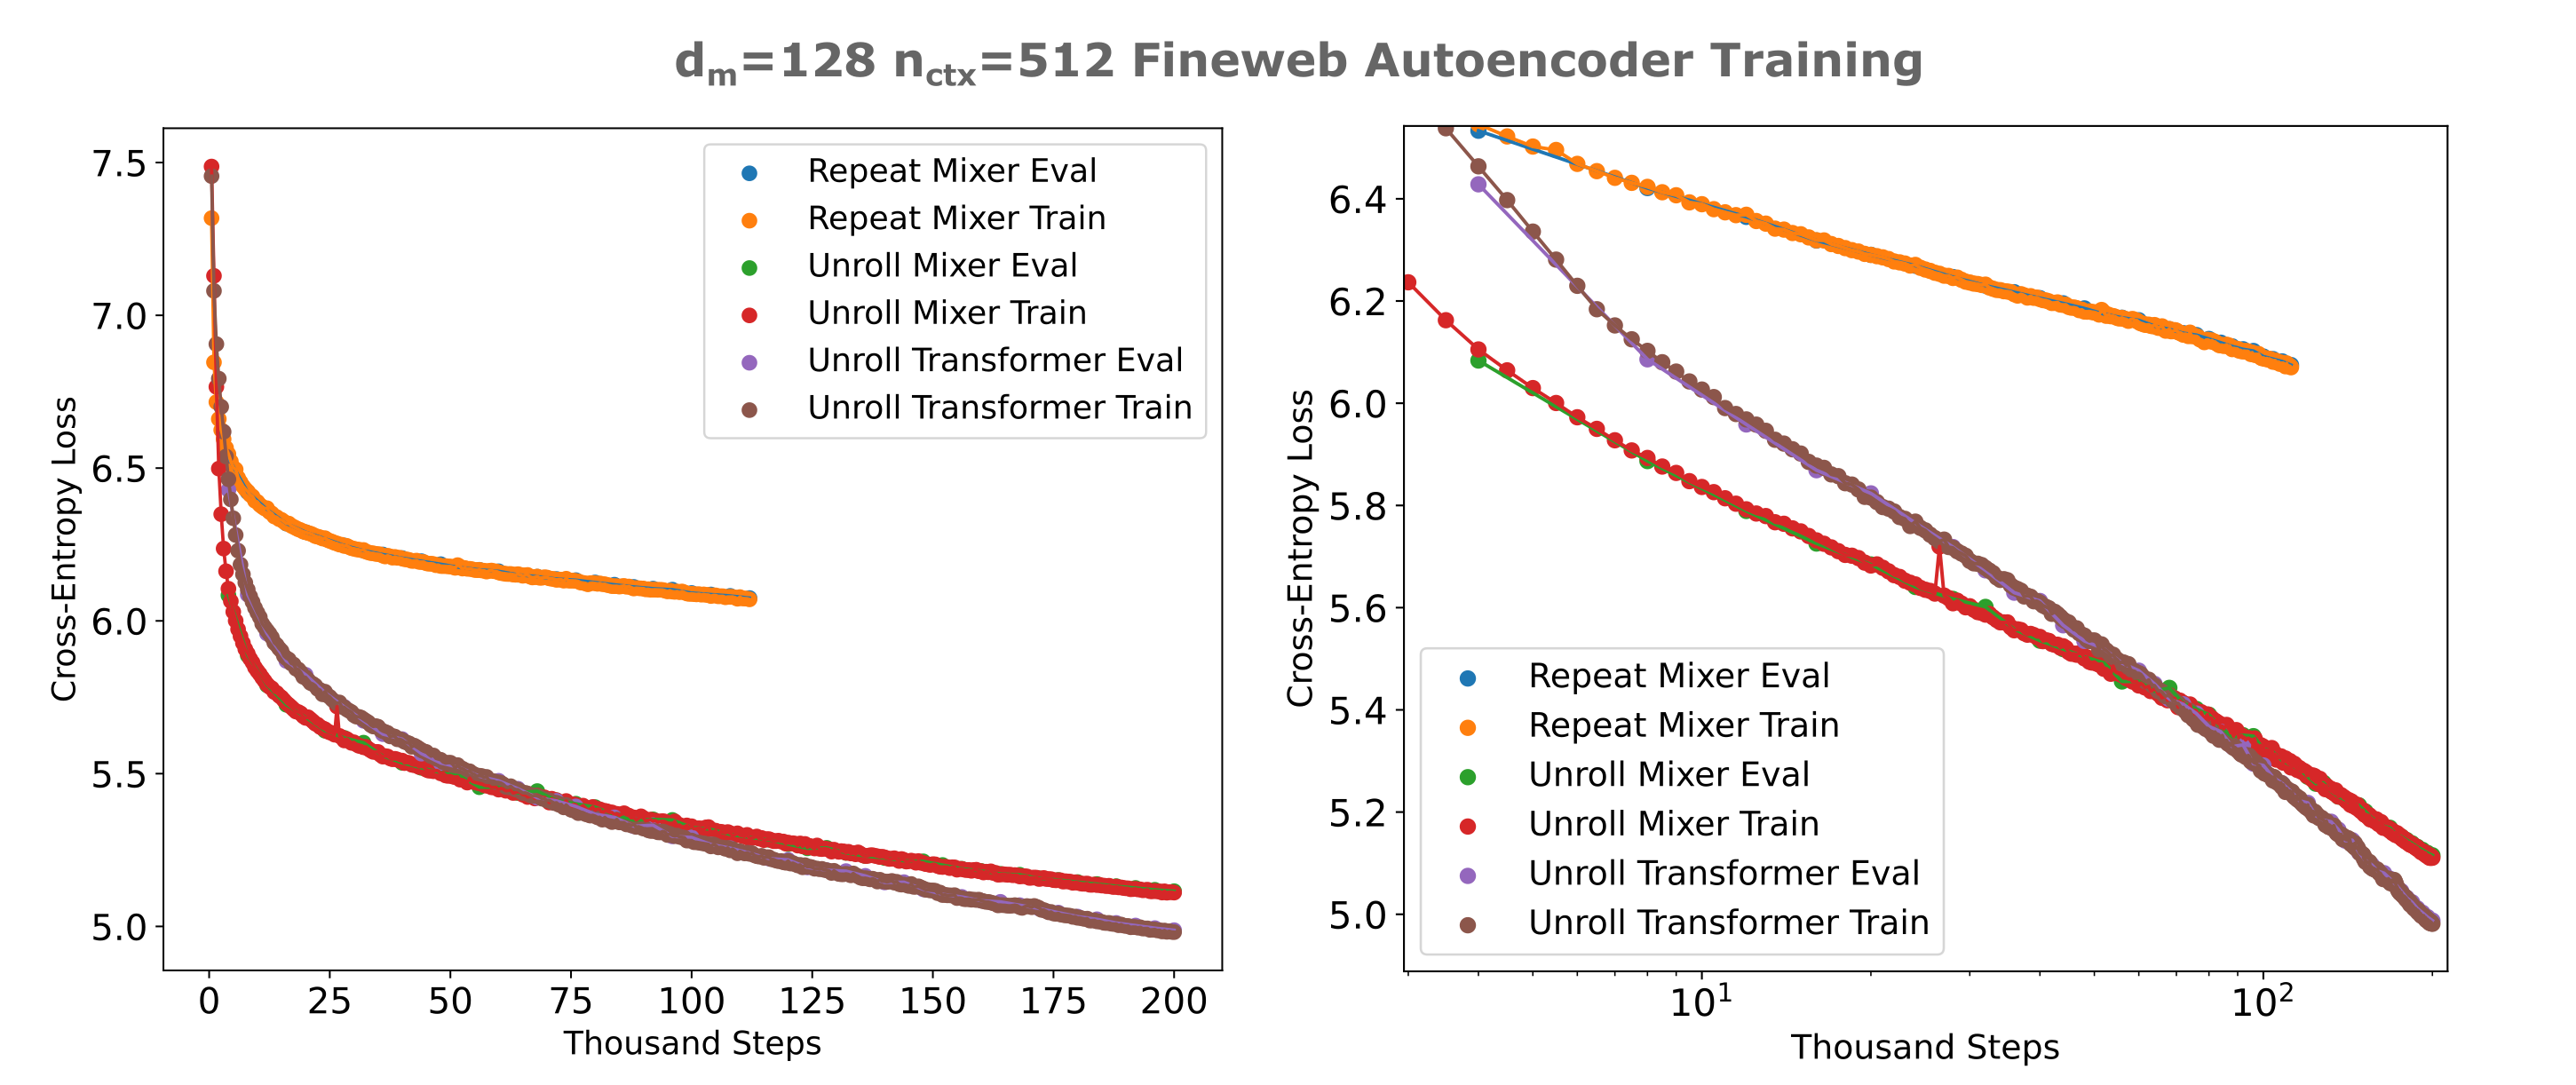 dm=128 nctx=512 Fineweb Autoencoder Training
Cross-Entropy Loss
7.5
7.0
6.5
6.0
5.5
5.0
Repeat Mixer Eval
Repeat Mixer Train
Unroll Mixer Eval
Unroll Mixer Train
Unroll Transformer Eval
Unroll Transformer Train
0 25 50 75 100 125 150 175 200
Thousand Steps
Cross-Entropy Loss
6.4
6.2
6.0
5.8
5.6
5.4
5.2
5.0
Repeat Mixer Eval
Repeat Mixer Train
Unroll Mixer Eval
Unroll Mixer Train
Unroll Transformer Eval
Unroll Transformer Train
10¹ 10²
Thousand Steps